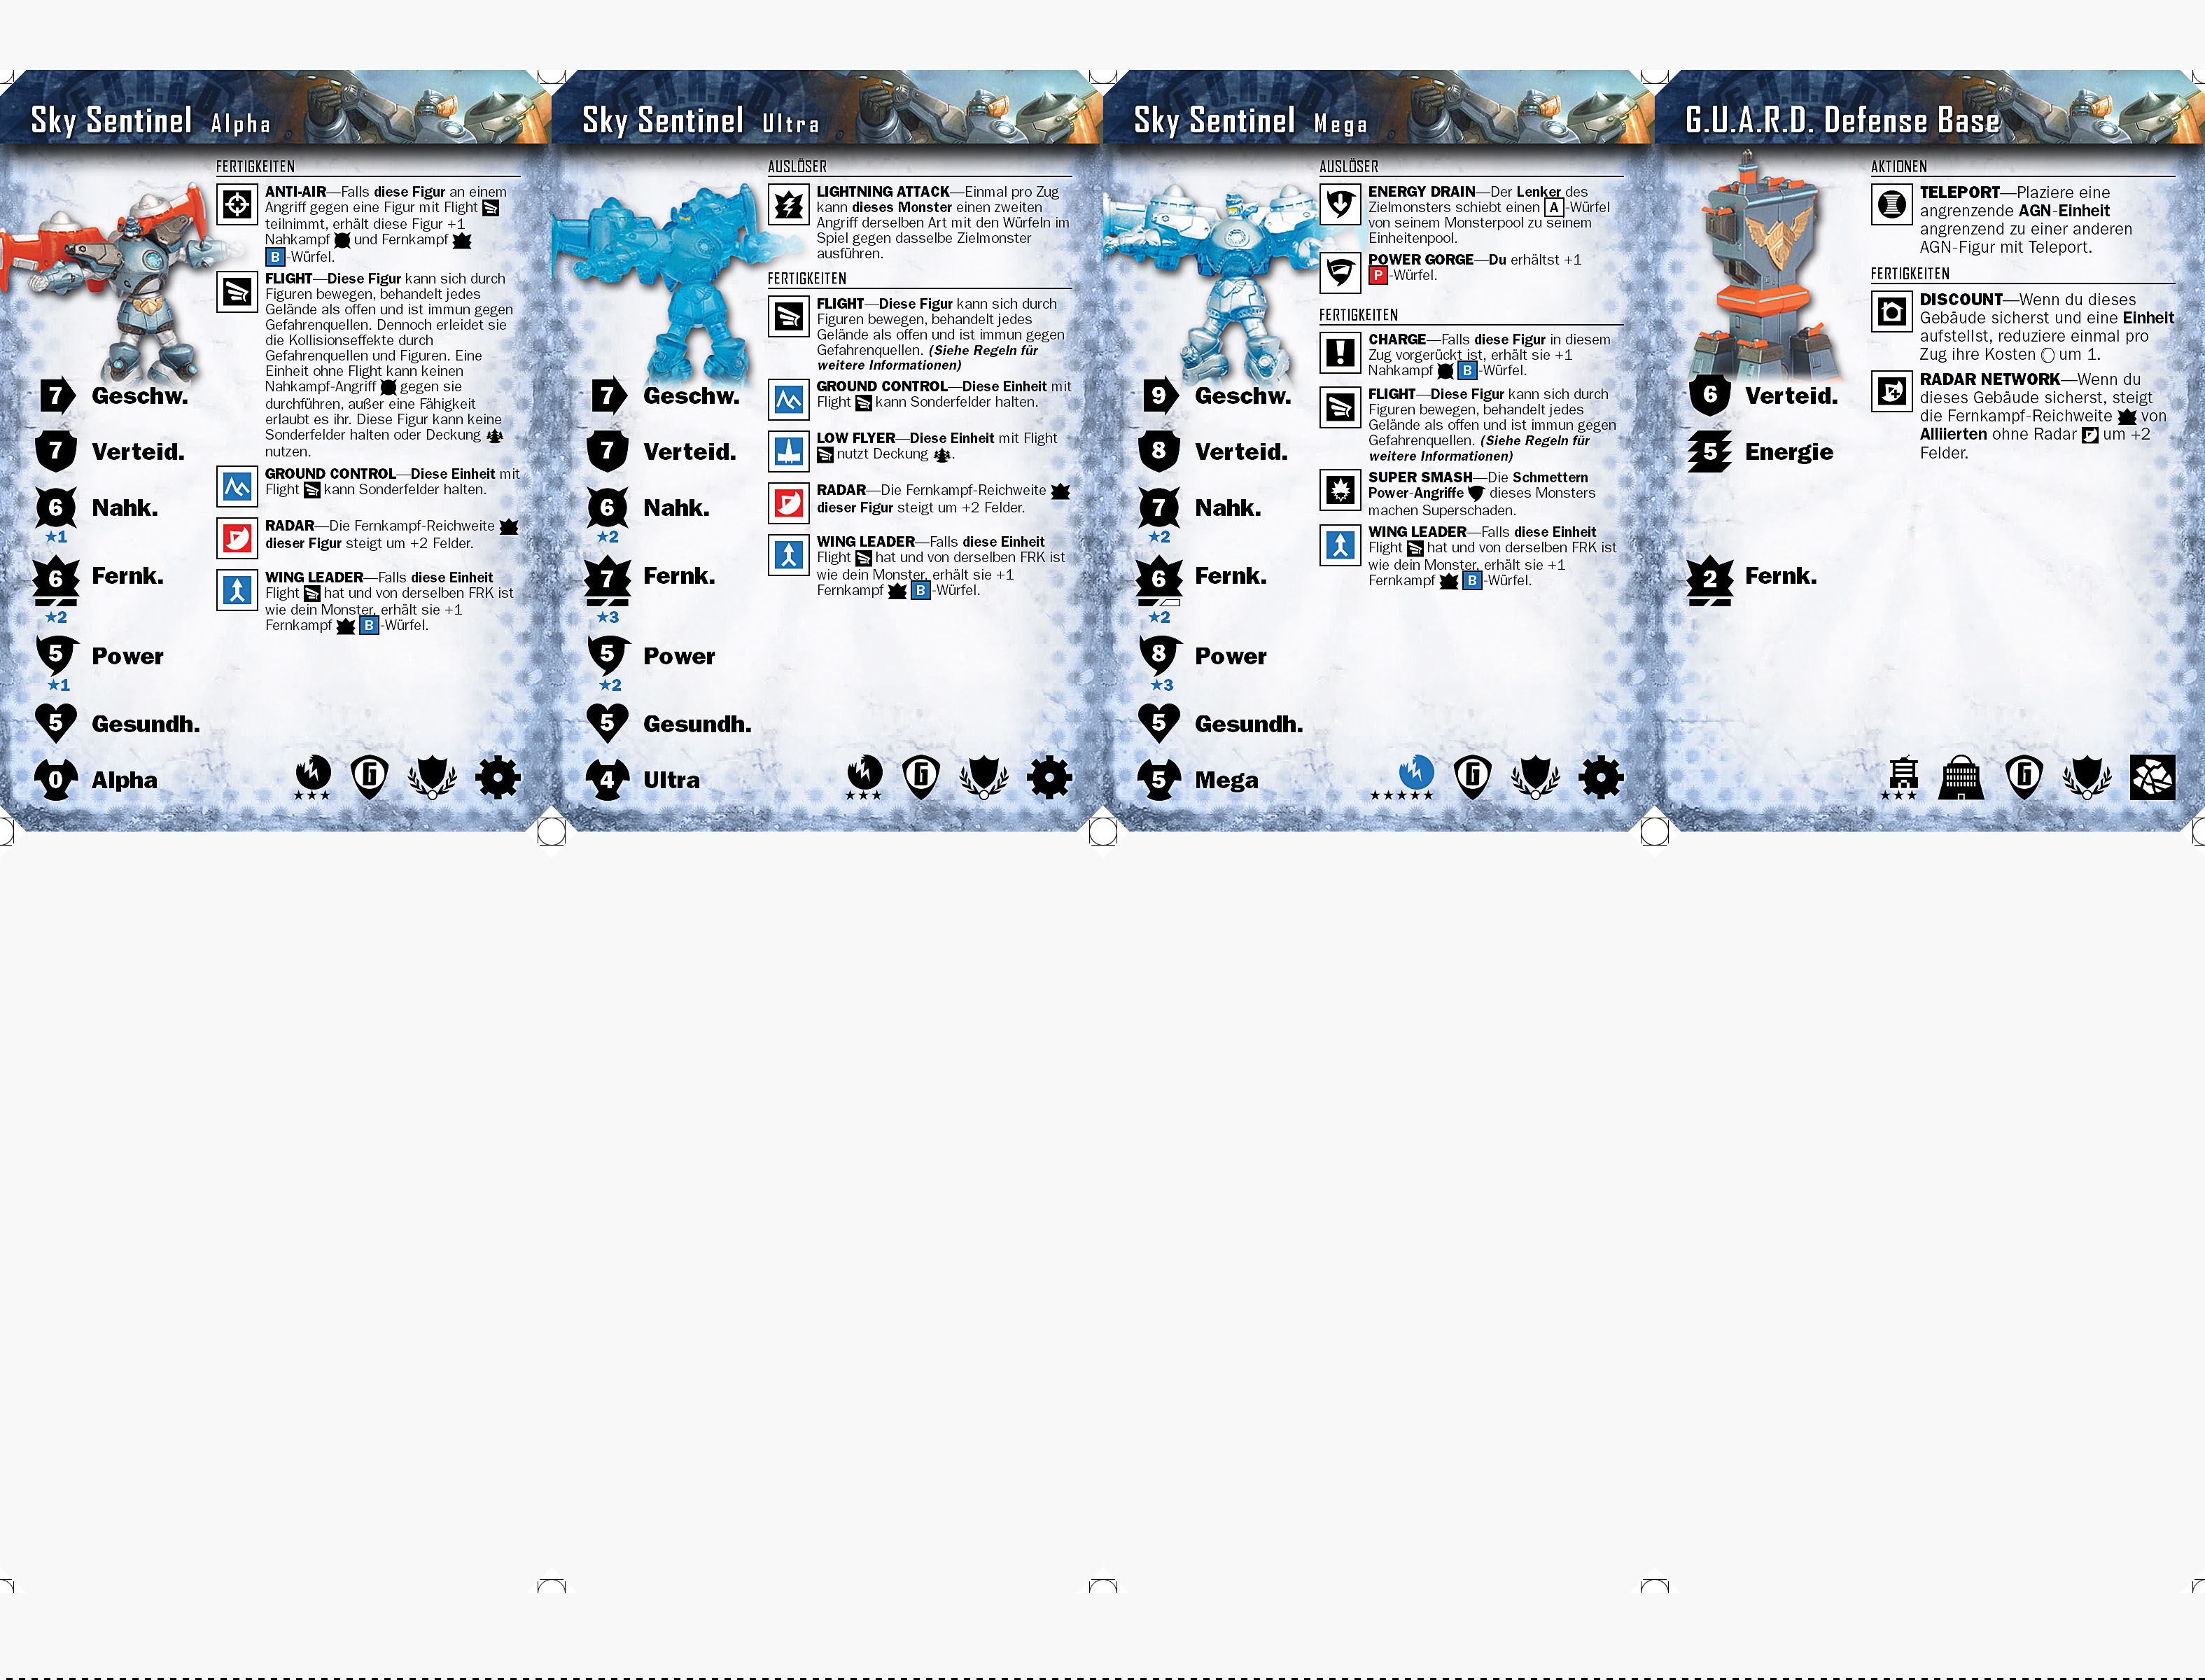 Sky Sentinel Alpha
FERTIGKEITEN
ANTI-AIR—Falls diese Figur an einem
Angriff gegen eine Figur mit Flight
teilnimmt, erhält diese Figur +1
Nahkampf und Fernkampf
B-Würfel.
FLIGHT—Diese Figur kann sich durch
Figuren bewegen, behandelt jedes
Gelände als offen und ist immun gegen
Gefahrenquellen. Dennoch erleidet sie
die Kollisionseffekte durch
Gefahrenquellen und Figuren. Eine
Einheit ohne Flight kann keinen
Nahkampf-Angriff gegen sie
durchführen, außer eine Fähigkeit
erlaubt es ihr. Diese Figur kann keine
Sonderfelder halten oder Deckung
nutzen.
GROUND CONTROL—Diese Einheit mit
Flight kann Sonderfelder halten.
RADAR—Die Fernkampf-Reichweite
dieser Figur steigt um +2 Felder.
WING LEADER—Falls diese Einheit
Flight hat und von derselben FRK ist
wie dein Monster, erhält sie +1
Fernkampf B-Würfel.
7 Geschw.
7 Verteid.
6 Nahk.
★1
6 Fernk.
★2
5 Power
★1
5 Gesundh.
0 Alpha
★★★
G
Sky Sentinel Ultra
AUSLÖSER
LIGHTNING ATTACK—Einmal pro Zug
kann dieses Monster einen zweiten
Angriff derselben Art mit den Würfeln im
Spiel gegen dasselbe Zielmonster
ausführen.
FERTIGKEITEN
FLIGHT—Diese Figur kann sich durch
Figuren bewegen, behandelt jedes
Gelände als offen und ist immun gegen
Gefahrenquellen. (Siehe Regeln für
weitere Informationen)
GROUND CONTROL—Diese Einheit mit
Flight kann Sonderfelder halten.
LOW FLYER—Diese Einheit mit Flight
nutzt Deckung .
RADAR—Die Fernkampf-Reichweite
dieser Figur steigt um +2 Felder.
WING LEADER—Falls diese Einheit
Flight hat und von derselben FRK ist
wie dein Monster, erhält sie +1
Fernkampf B-Würfel.
7 Geschw.
7 Verteid.
6 Nahk.
★2
7 Fernk.
★3
5 Power
★2
5 Gesundh.
4 Ultra
★★★
G
Sky Sentinel Mega
AUSLÖSER
ENERGY DRAIN—Der Lenker des
Zielmonsters schiebt einen A-Würfel
von seinem Monsterpool zu seinem
Einheitenpool.
POWER GORGE—Du erhältst +1
P-Würfel.
FERTIGKEITEN
CHARGE—Falls diese Figur in diesem
Zug vorgerückt ist, erhält sie +1
Nahkampf B-Würfel.
FLIGHT—Diese Figur kann sich durch
Figuren bewegen, behandelt jedes
Gelände als offen und ist immun gegen
Gefahrenquellen. (Siehe Regeln für
weitere Informationen)
SUPER SMASH—Die Schmettern
Power-Angriffe dieses Monsters
machen Superschaden.
WING LEADER—Falls diese Einheit
Flight hat und von derselben FRK ist
wie dein Monster, erhält sie +1
Fernkampf B-Würfel.
9 Geschw.
8 Verteid.
7 Nahk.
★2
6 Fernk.
★2
8 Power
★3
5 Gesundh.
5 Mega
★★★★★
G
G.U.A.R.D. Defense Base
AKTIONEN
TELEPORT—Plaziere eine
angrenzende AGN-Einheit
angrenzend zu einer anderen
AGN-Figur mit Teleport.
FERTIGKEITEN
DISCOUNT—Wenn du dieses
Gebäude sicherst und eine Einheit
aufstellst, reduziere einmal pro
Zug ihre Kosten um 1.
RADAR NETWORK—Wenn du
dieses Gebäude sicherst, steigt
die Fernkampf-Reichweite von
Alliierten ohne Radar um +2
Felder.
6 Verteid.
5 Energie
2 Fernk.
★★★
G